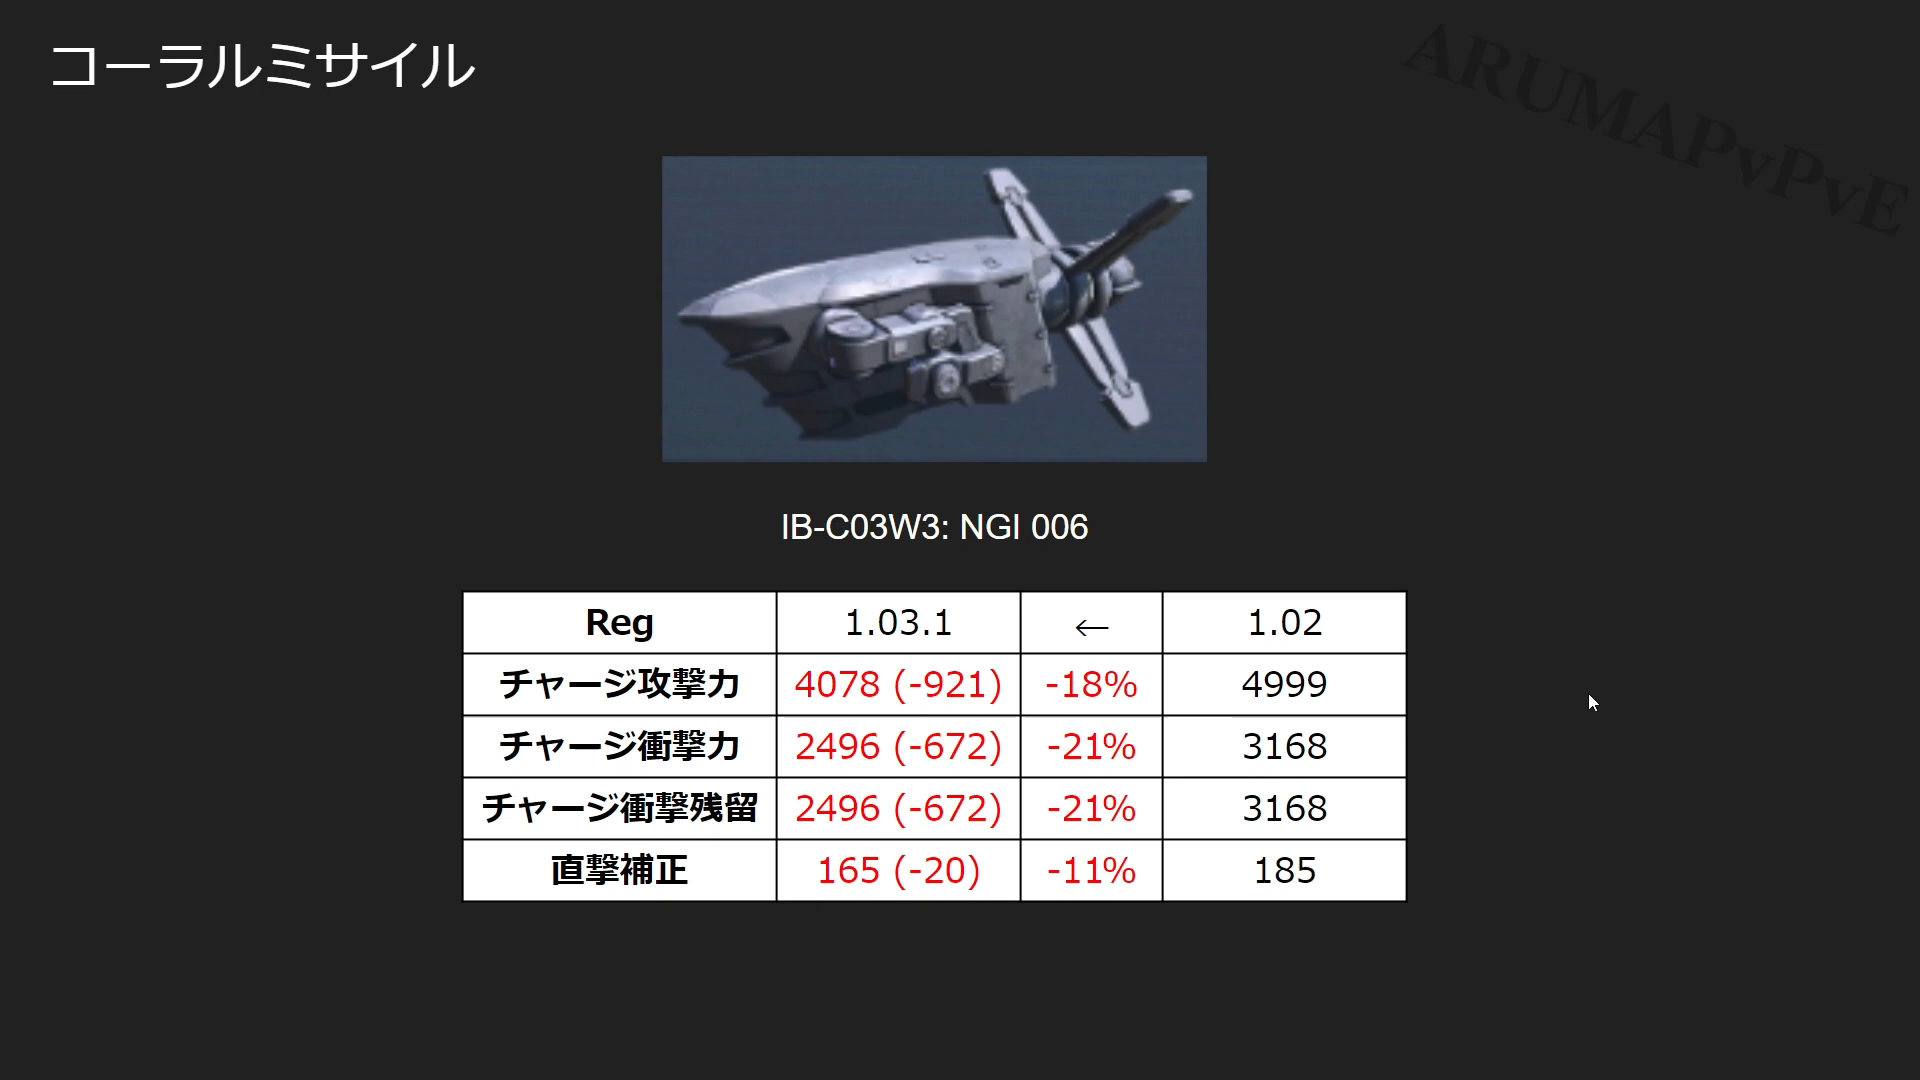 コーラルミサイル
ARUMAPvPvE
IB-C03W3: NGI 006
Reg 1.03.1 ← 1.02
チャージ攻撃力 4078 (-921) -18% 4999
チャージ衝撃力 2496 (-672) -21% 3168
チャージ衝撃残留 2496 (-672) -21% 3168
直撃補正 165 (-20) -11% 185